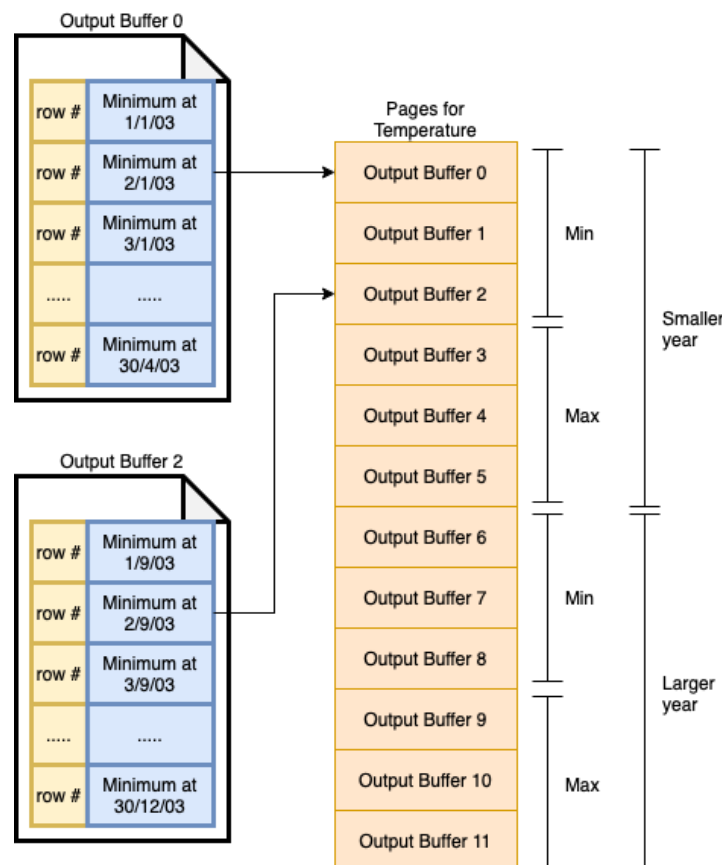 Output Buffer 0
row #
Minimum at
1/1/03
row #
Minimum at
2/1/03
row #
Minimum at
3/1/03
.....
.....
row #
Minimum at
30/4/03
Output Buffer 2
row #
Minimum at
1/9/03
row #
Minimum at
2/9/03
row #
Minimum at
3/9/03
.....
.....
row #
Minimum at
30/12/03
Pages for
Temperature
Output Buffer 0
Output Buffer 1
Output Buffer 2
Output Buffer 3
Output Buffer 4
Output Buffer 5
Output Buffer 6
Output Buffer 7
Output Buffer 8
Output Buffer 9
Output Buffer 10
Output Buffer 11
Min
Max
Min
Max
Smaller
year
Larger
year